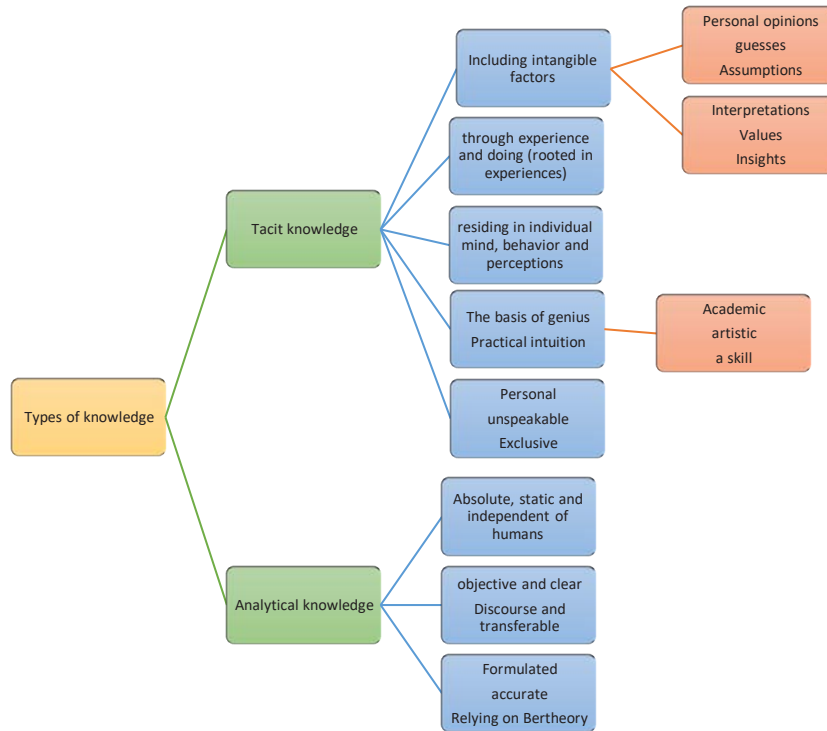 Personal opinions
guesses
Assumptions
Including intangible
factors
Interpretations
Values
Insights
through experience
and doing (rooted in
experiences)
Tacit knowledge
residing in individual
mind, behavior and
perceptions
The basis of genius
Practical intuition
Academic
artistic
a skill
Types of knowledge
Personal
unspeakable
Exclusive
Absolute, static and
independent of
humans
Analytical knowledge
objective and clear
Discourse and
transferable
Formulated
accurate
Relying on Bertheory